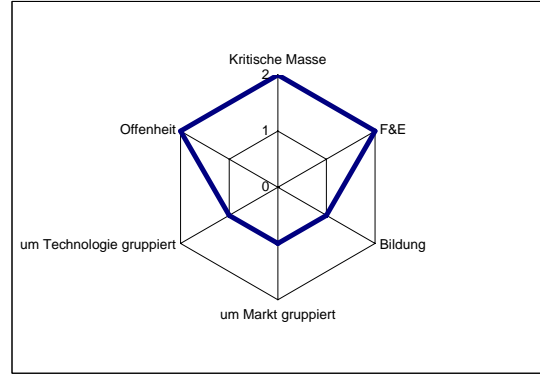 Kritische Masse
2
Offenheit
F&E
1
0
um Technologie gruppiert
Bildung
um Markt gruppiert